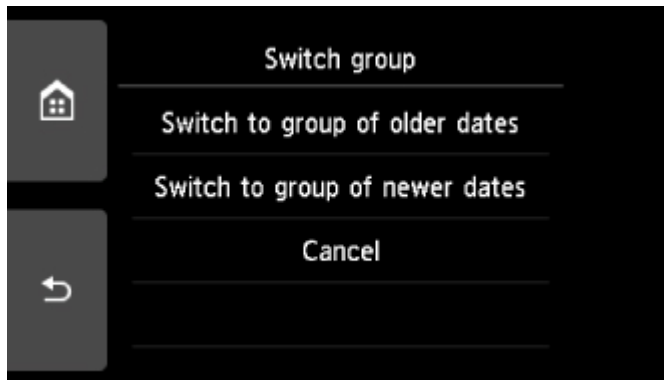 Switch group
Switch to group of older dates
Switch to group of newer dates
Cancel